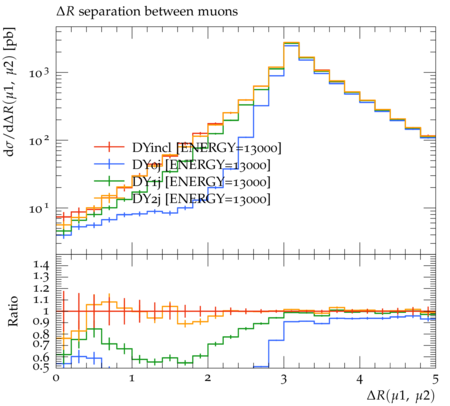 ΔR separation between muons
dσ/dΔR(μ1, μ2) [pb]
10³
10²
10¹
DYincl [ENERGY=13000]
DY0j [ENERGY=13000]
DY1j [ENERGY=13000]
DY2j [ENERGY=13000]
Ratio
1.4
1.3
1.2
1.1
1
0.9
0.8
0.7
0.6
0.5
0 1 2 3 4 5
ΔR(μ1, μ2)